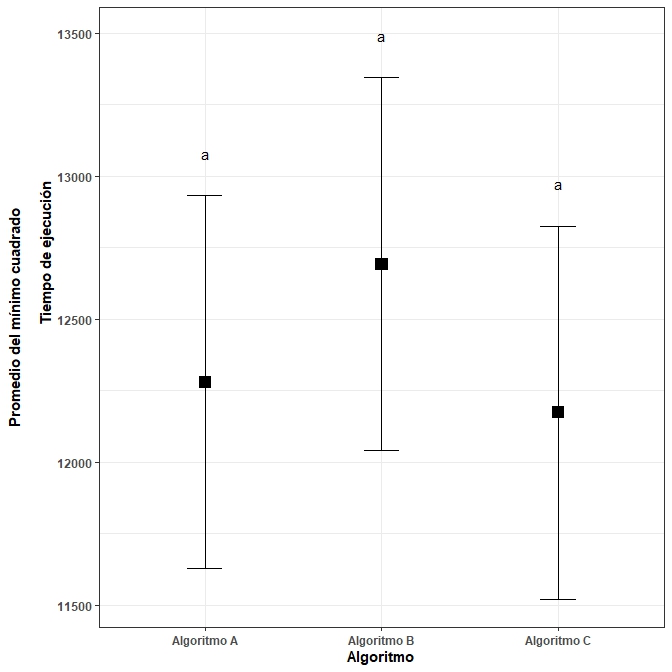 Promedio del mínimo cuadrado
Tiempo de ejecución
13500
13000
12500
12000
11500
a
a
a
Algoritmo A
Algoritmo B
Algoritmo C
Algoritmo